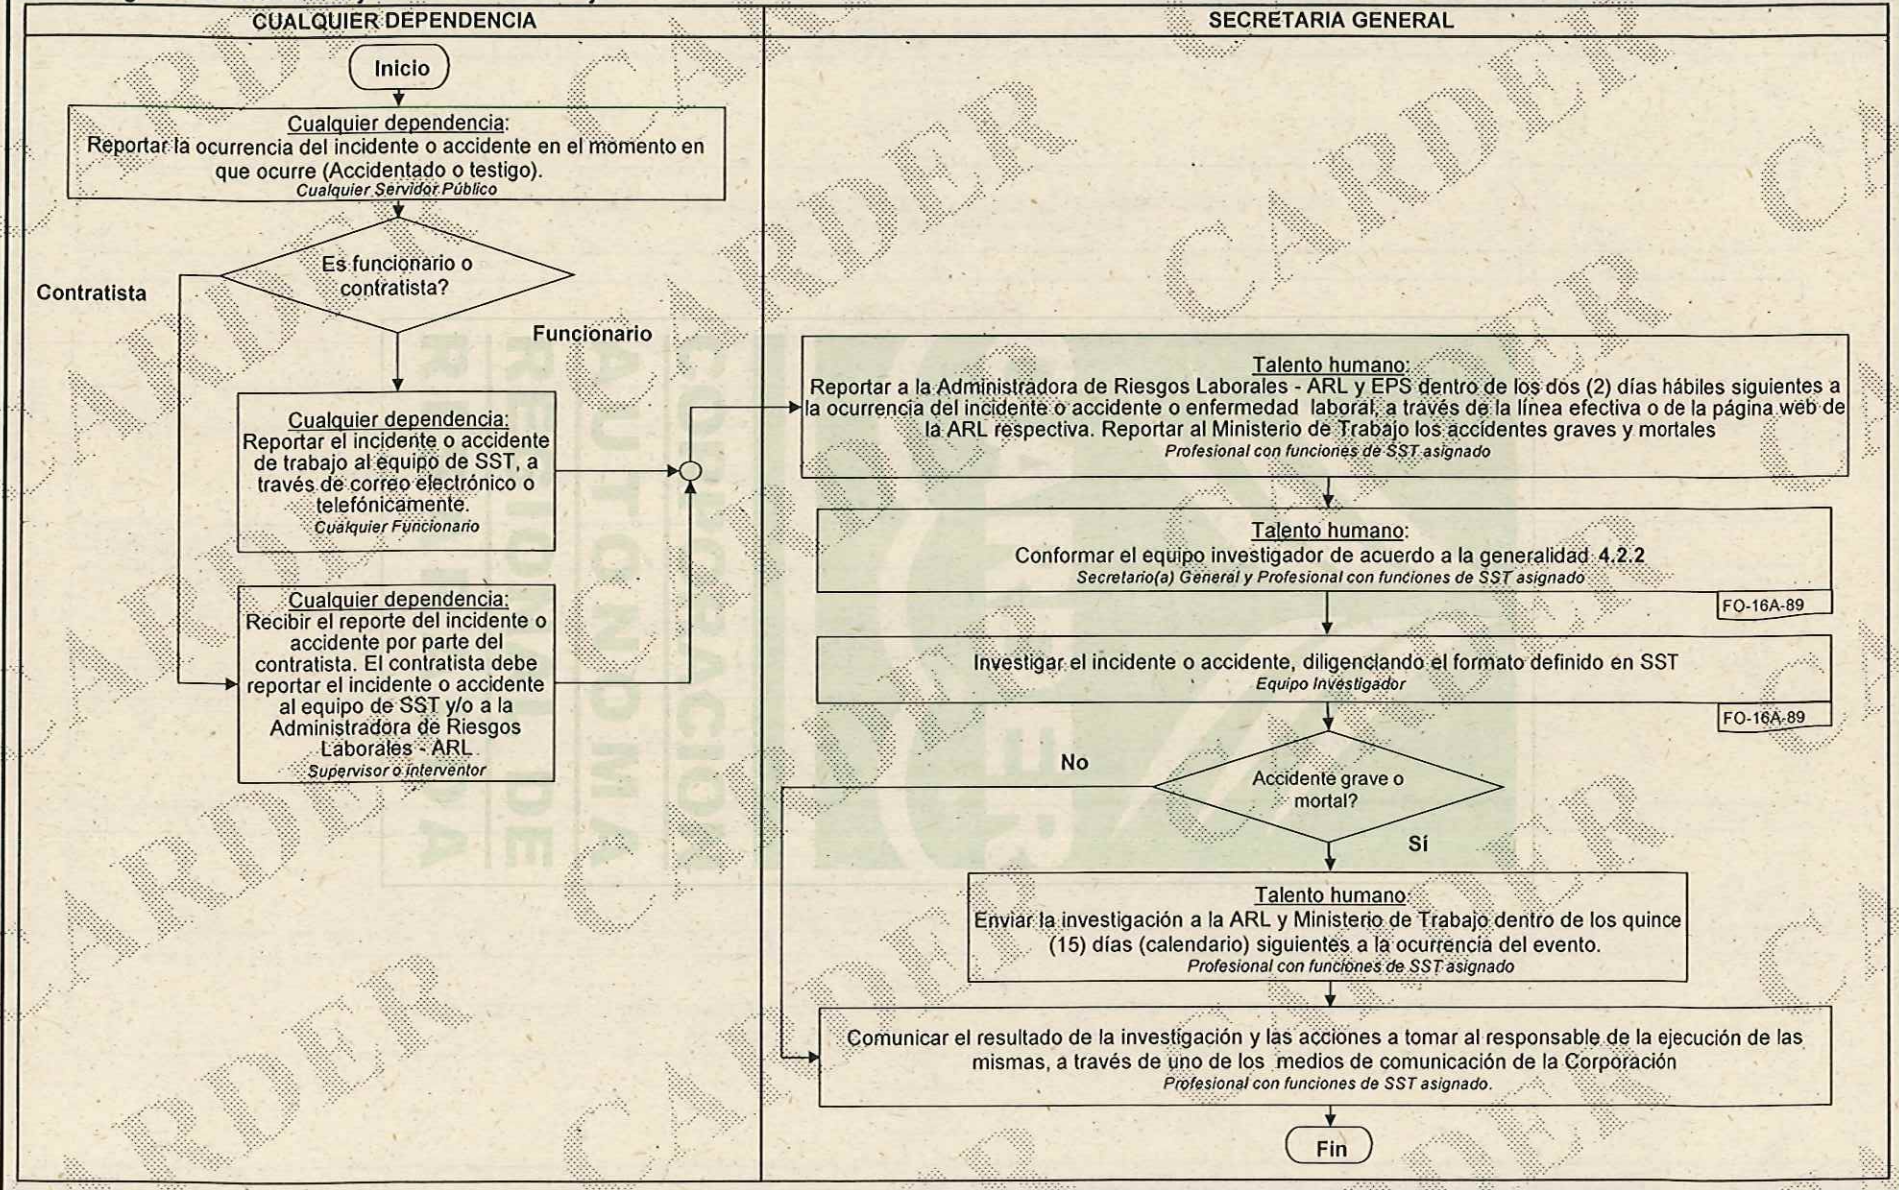 CUALQUIER DEPENDENCIA
SECRETARIA GENERAL
Inicio
Cualquier dependencia:
Reportar la ocurrencia del incidente o accidente en el momento en
que ocurre (Accidentado o testigo).
Cualquier Servidor Público
Es funcionario o
contratista?
Contratista
Funcionario
Cualquier dependencia:
Reportar el incidente o accidente
de trabajo al equipo de SST, a
través de correo electrónico o
telefónicamente.
Cualquier Funcionario
Cualquier dependencia:
Recibir el reporte del incidente o
accidente por parte del
contratista. El contratista debe
reportar el incidente o accidente
al equipo de SST y/o a la
Administradora de Riesgos
Laborales - ARL
Supervisor o interventor
Talento humano:
Reportar a la Administradora de Riesgos Laborales - ARL y EPS dentro de los dos (2) días hábiles siguientes a
la ocurrencia del incidente o accidente o enfermedad laboral, a través de la línea efectiva o de la página web de
la ARL respectiva. Reportar al Ministerio de Trabajo los accidentes graves y mortales
Profesional con funciones de SST asignado
Talento humano:
Conformar el equipo investigador de acuerdo a la generalidad 4.2.2
Secretario(a) General y Profesional con funciones de SST asignado
FO-16A-89
Investigar el incidente o accidente, diligenciando el formato definido en SST
Equipo Investigador
FO-16A-89
Accidente grave o
mortal?
No
Sí
Talento humano:
Enviar la investigación a la ARL y Ministerio de Trabajo dentro de los quince
(15) días (calendario) siguientes a la ocurrencia del evento.
Profesional con funciones de SST asignado
Comunicar el resultado de la investigación y las acciones a tomar al responsable de la ejecución de las
mismas, a través de uno de los medios de comunicación de la Corporación
Profesional con funciones de SST asignado.
Fin
CARDER